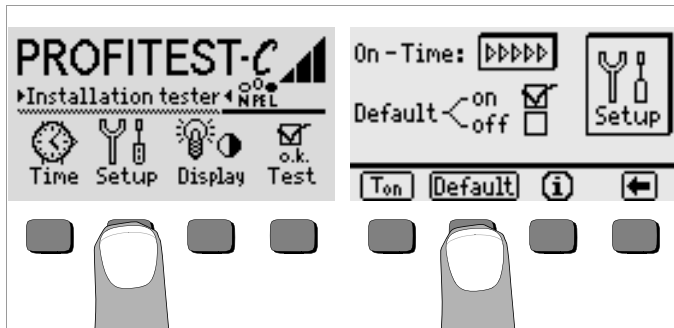 PROFITEST-C
Installation tester
N PE L
Time Setup Display Test
o.k.
On-Time:
Default on
off
Setup
Ton Default i